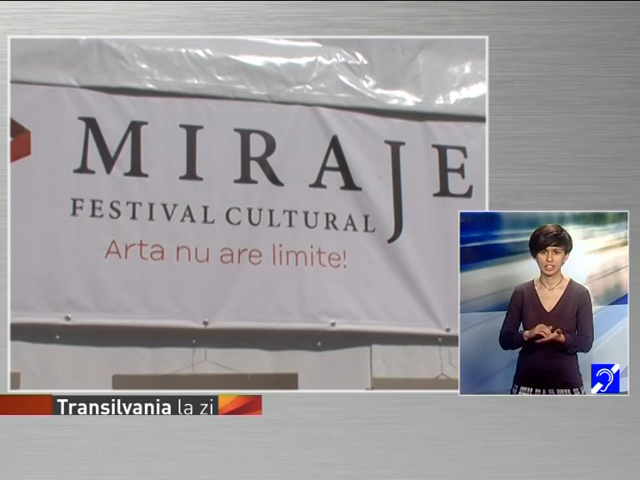 MIRAJE
FESTIVAL CULTURAL
Arta nu are limite!
Transilvania la zi